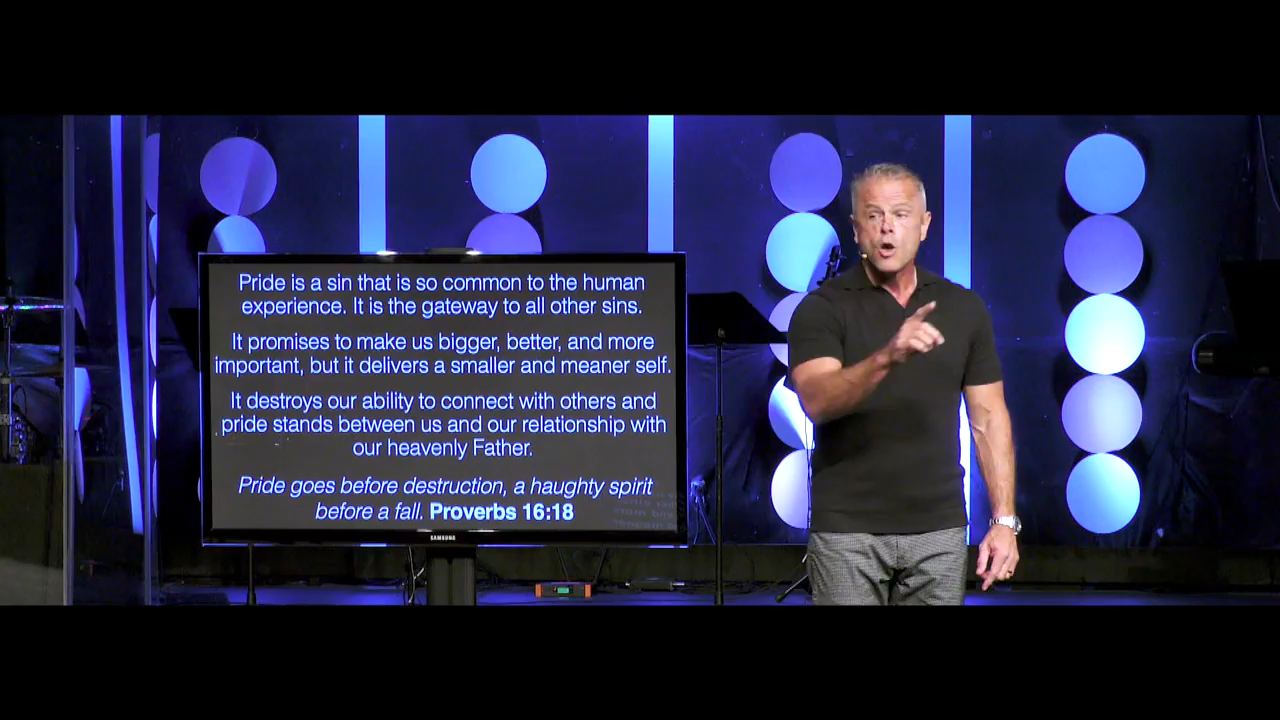 Pride is a sin that is so common to the human
experience. It is the gateway to all other sins.
It promises to make us bigger, better, and more
important, but it delivers a smaller and meaner self.
It destroys our ability to connect with others and
pride stands between us and our relationship with
our heavenly Father.
Pride goes before destruction, a haughty spirit
before a fall. Proverbs 16:18
SAMSUNG